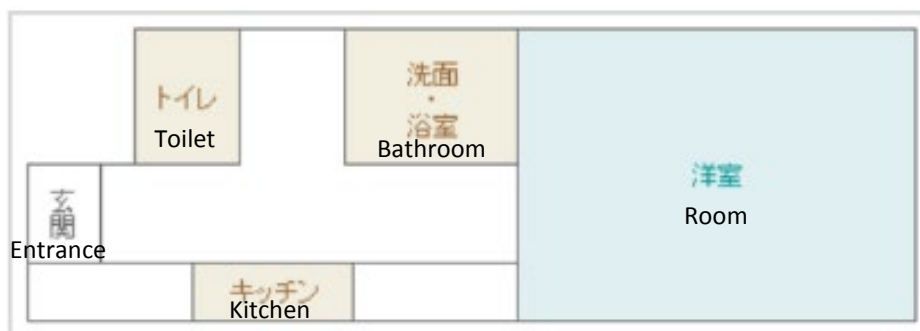 トイレ
Toilet
洗面
・
浴室
Bathroom
玄関
Entrance
洋室
Room
キッチン
Kitchen